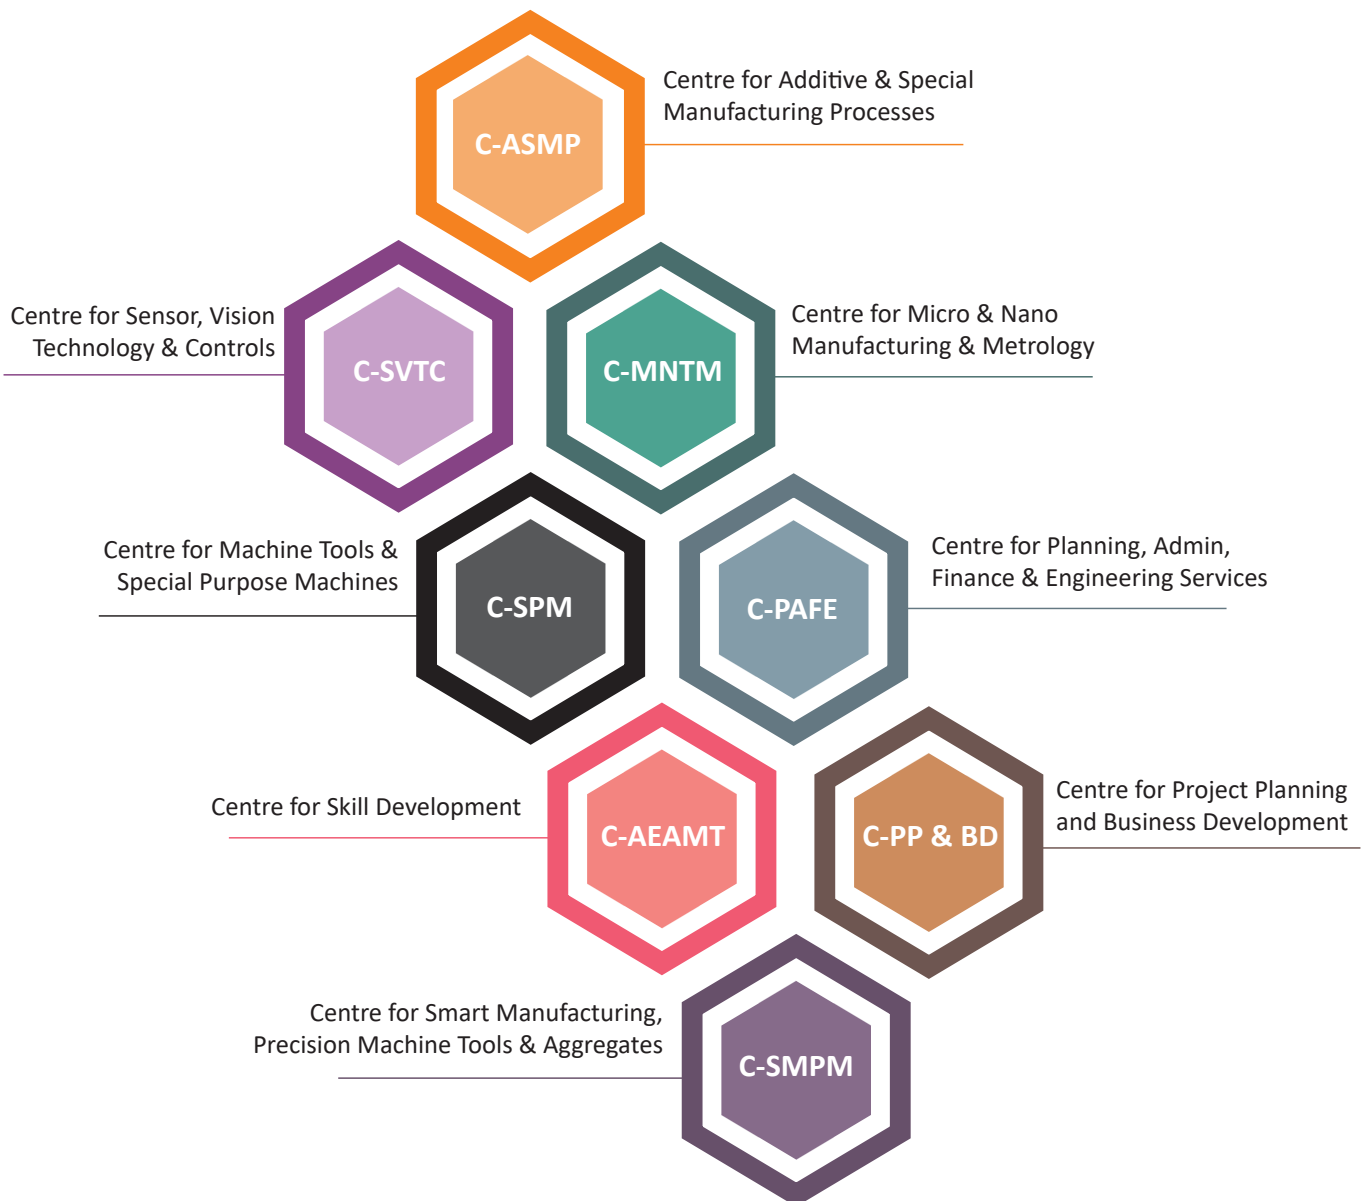 C-ASMP
Centre for Additive & Special
Manufacturing Processes
Centre for Sensor, Vision
Technology & Controls
C-SVTC
C-MNTM
Centre for Micro & Nano
Manufacturing & Metrology
Centre for Machine Tools &
Special Purpose Machines
C-SPM
C-PAFE
Centre for Planning, Admin,
Finance & Engineering Services
Centre for Skill Development
C-AEAMT
C-PP & BD
Centre for Project Planning
and Business Development
Centre for Smart Manufacturing,
Precision Machine Tools & Aggregates
C-SMPM